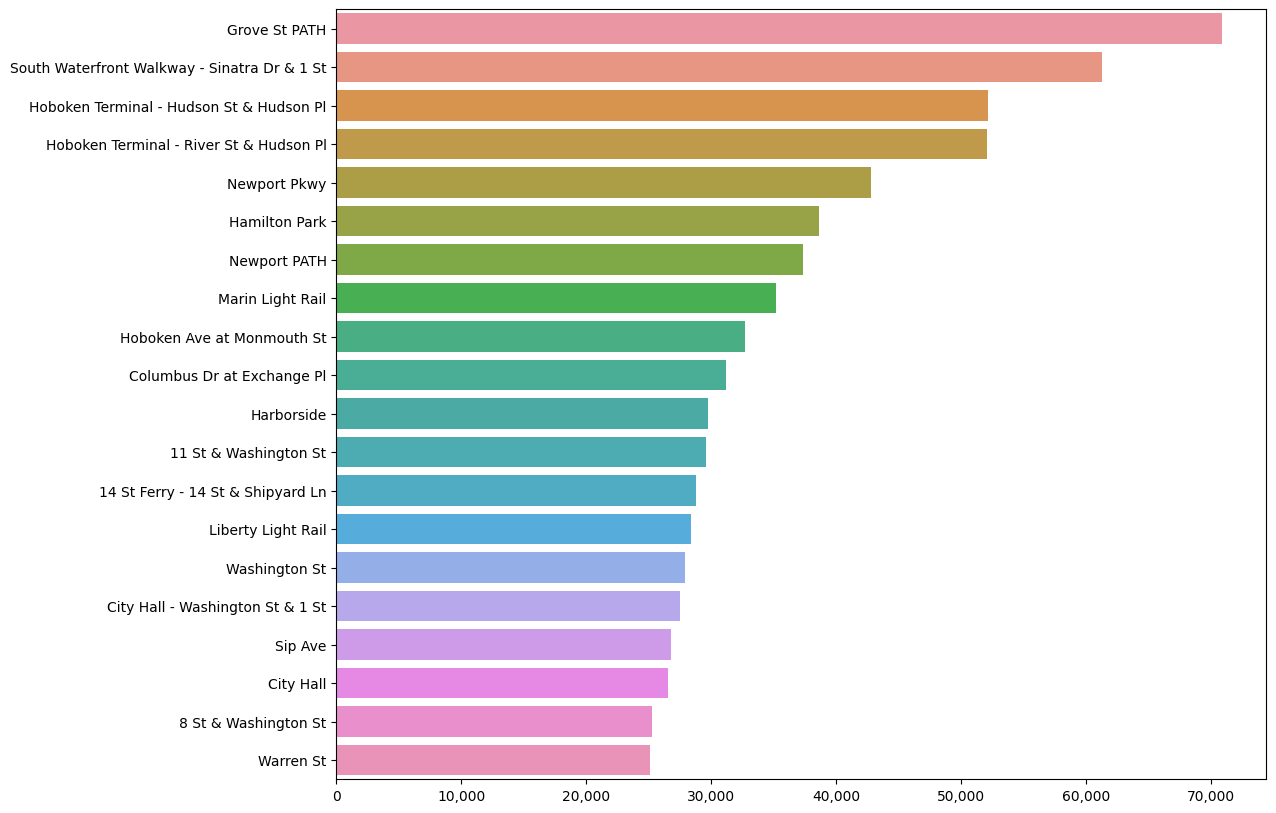 Grove St PATH
South Waterfront Walkway - Sinatra Dr & 1 St
Hoboken Terminal - Hudson St & Hudson Pl
Hoboken Terminal - River St & Hudson Pl
Newport Pkwy
Hamilton Park
Newport PATH
Marin Light Rail
Hoboken Ave at Monmouth St
Columbus Dr at Exchange Pl
Harborside
11 St & Washington St
14 St Ferry - 14 St & Shipyard Ln
Liberty Light Rail
Washington St
City Hall - Washington St & 1 St
Sip Ave
City Hall
8 St & Washington St
Warren St
0 10,000 20,000 30,000 40,000 50,000 60,000 70,000